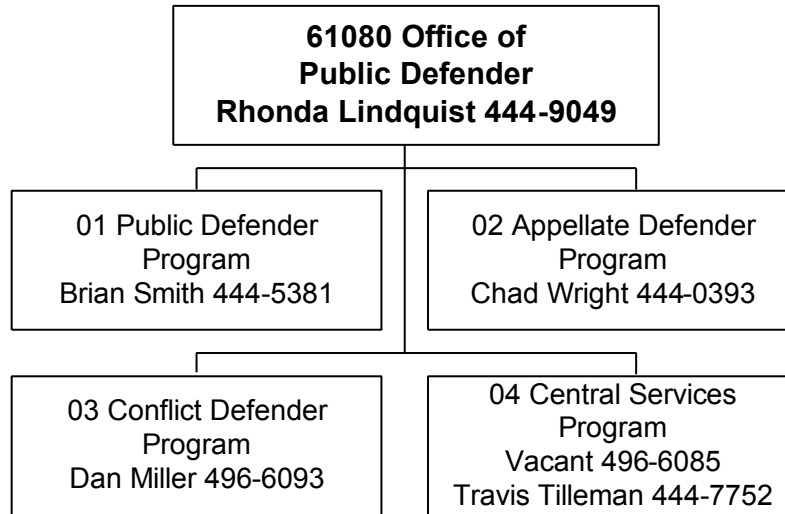 61080 Office of
Public Defender
Rhonda Lindquist 444-9049
01 Public Defender
Program
Brian Smith 444-5381
02 Appellate Defender
Program
Chad Wright 444-0393
03 Conflict Defender
Program
Dan Miller 496-6093
04 Central Services
Program
Vacant 496-6085
Travis Tilleman 444-7752